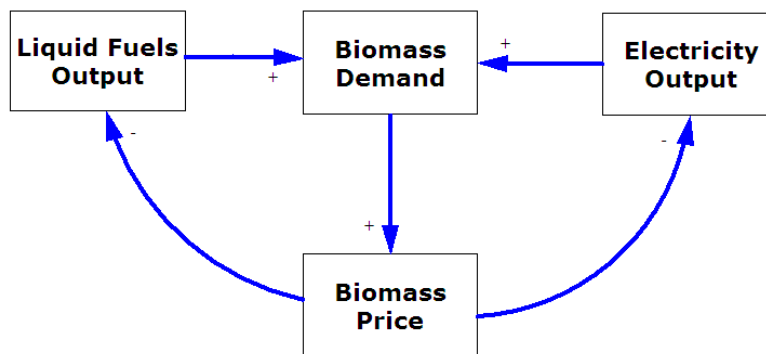 Liquid Fuels
Output
+
Biomass
Demand
+
Electricity
Output
-
+
-
Biomass
Price